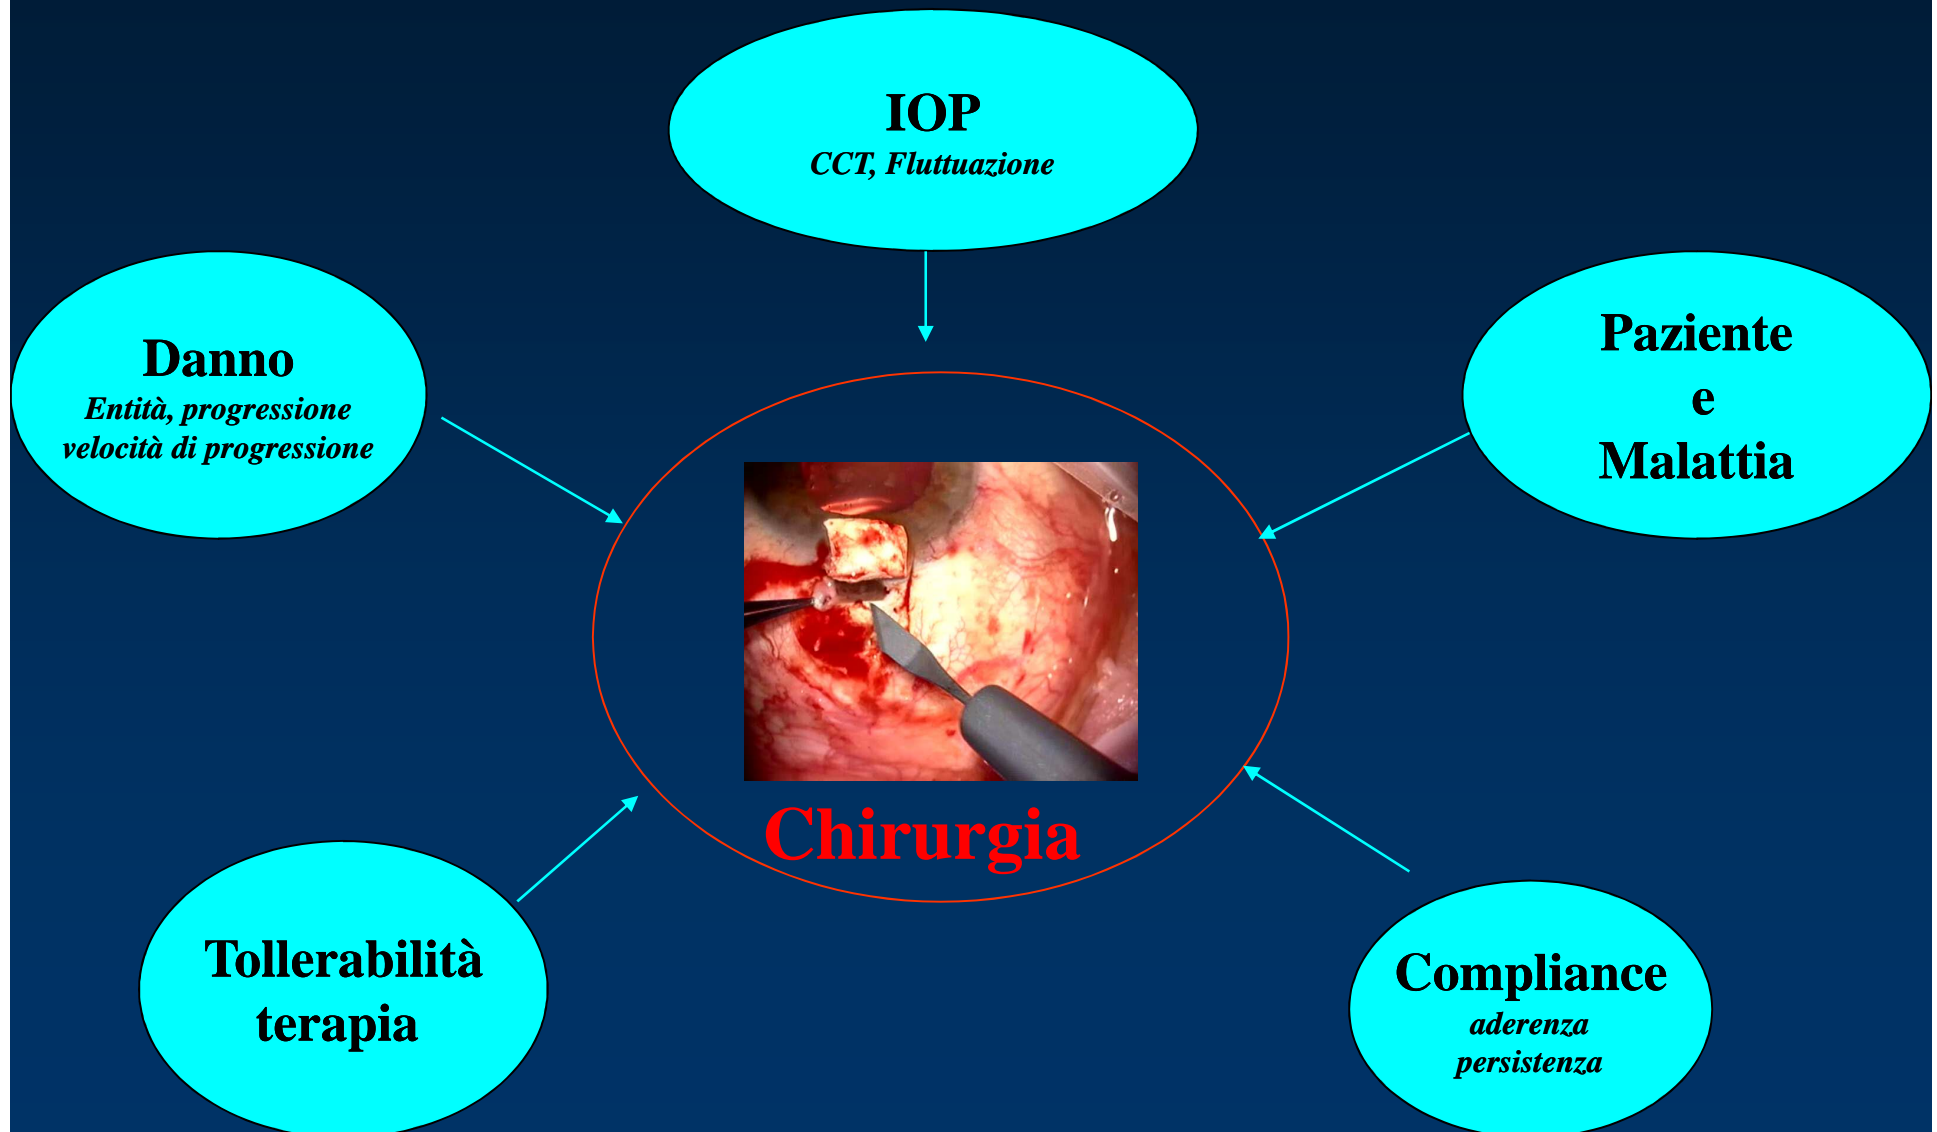 IOP
CCT, Fluttuazione
Danno
Entità, progressione
velocità di progressione
Paziente
e
Malattia
Chirurgia
Tollerabilità
terapia
Compliance
aderenza
persistenza